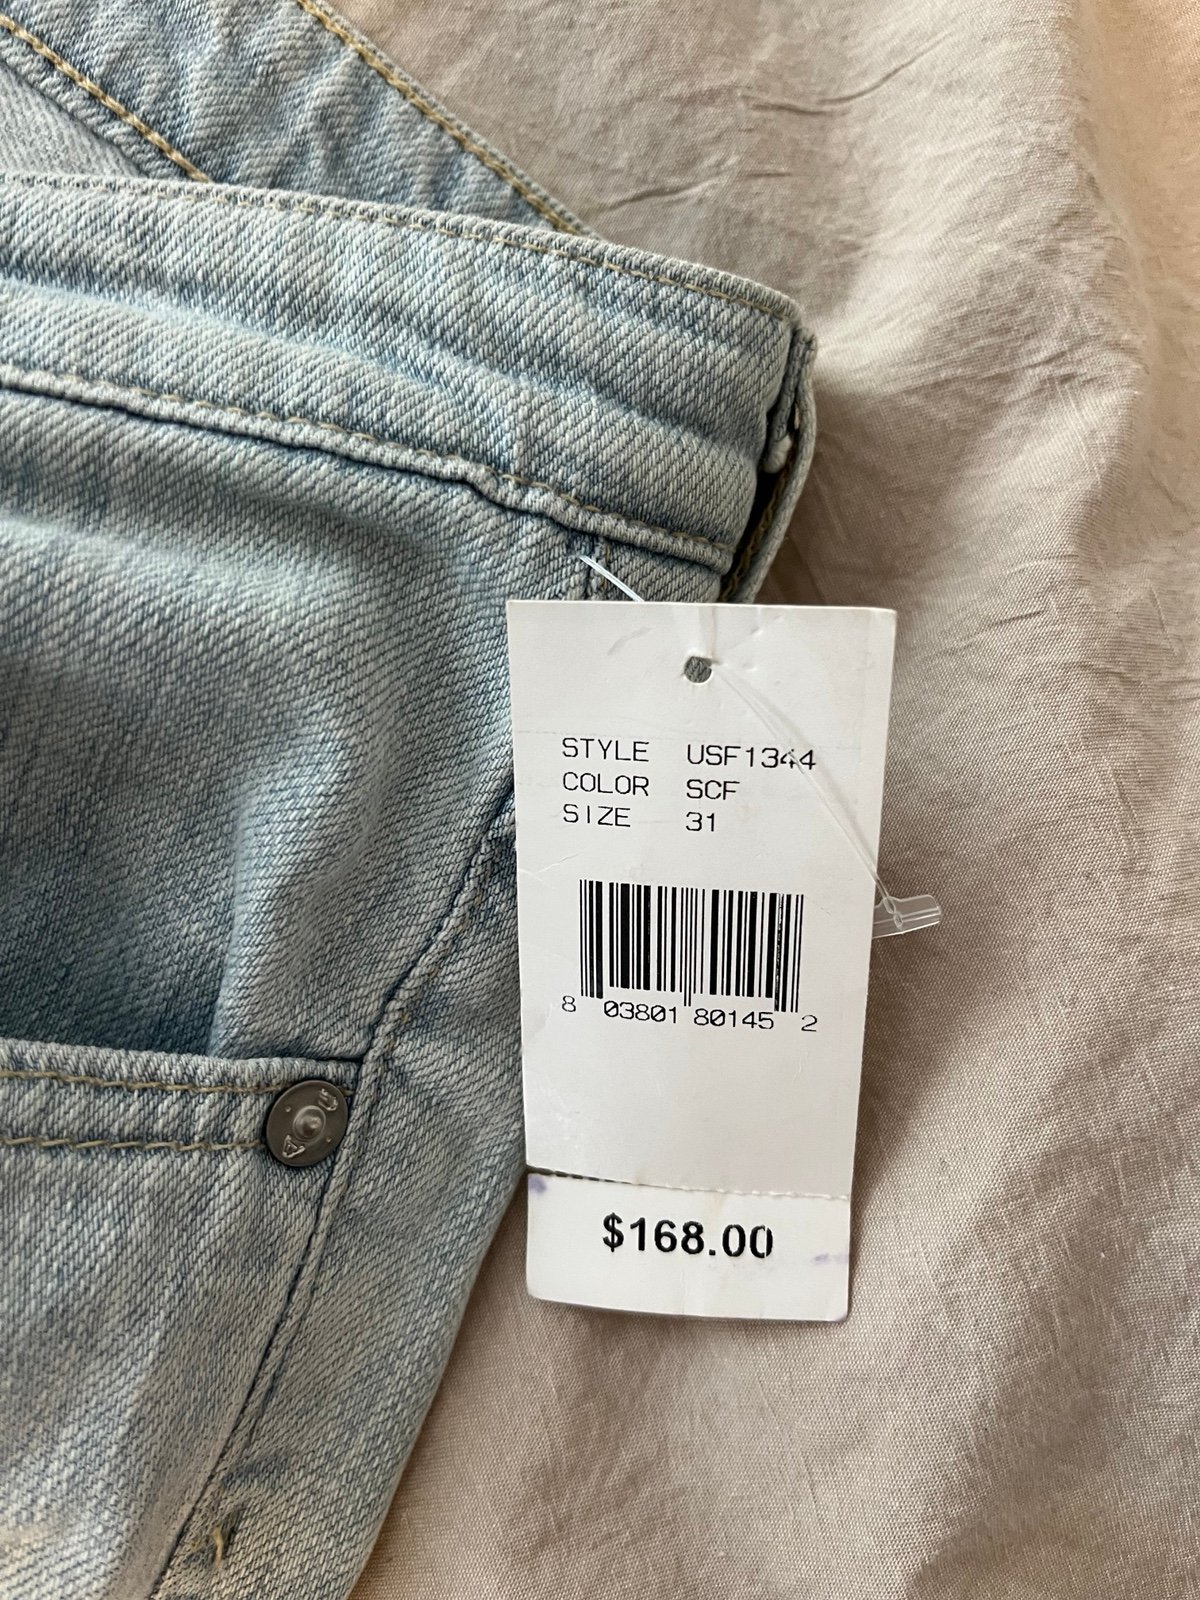 STYLE USF1344
COLOR SCF
SIZE 31
8 03801 80145 2
$168.00